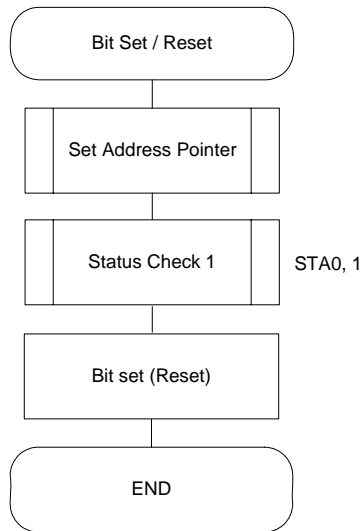 Bit Set / Reset
Set Address Pointer
Status Check 1
STA0, 1
Bit set (Reset)
END